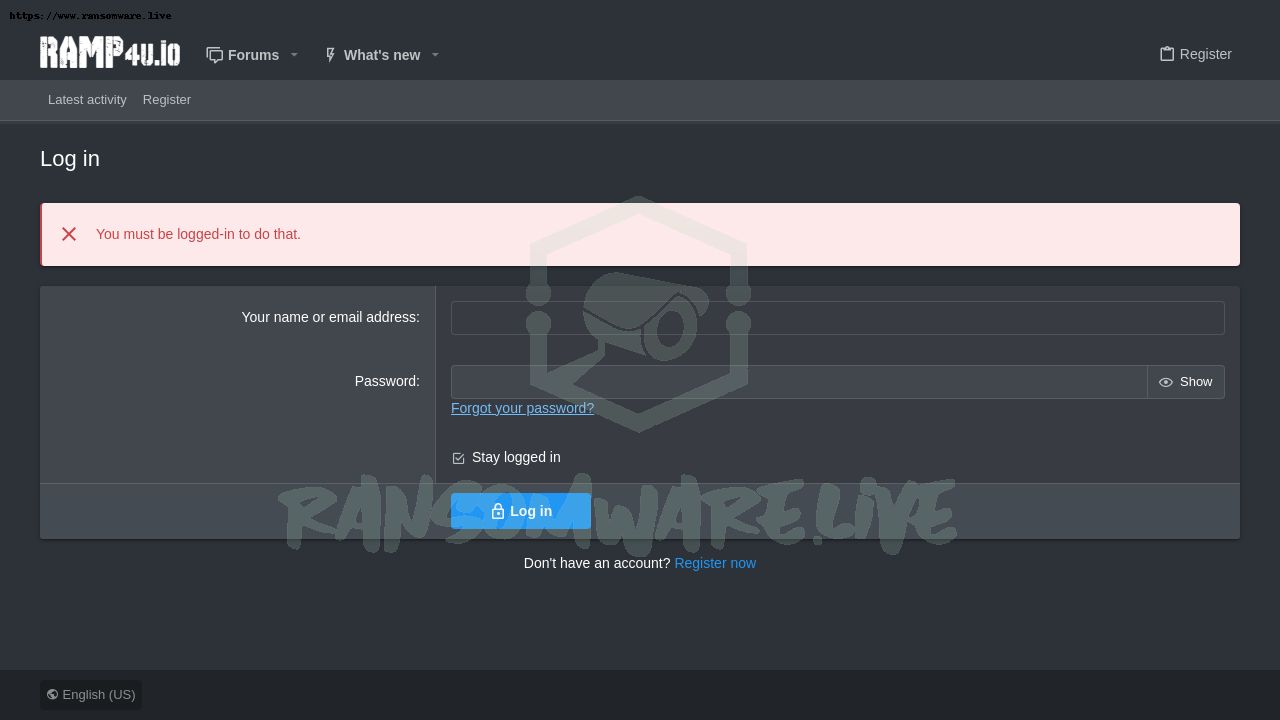 https://www.ransomware.live
RAMP4U.IO
Forums
What's new
Register
Latest activity
Register
Log in
You must be logged-in to do that.
Your name or email address:
Password:
Show
Forgot your password?
Stay logged in
Log in
RANSOMWARE.LIVE
Don't have an account? Register now
English (US)